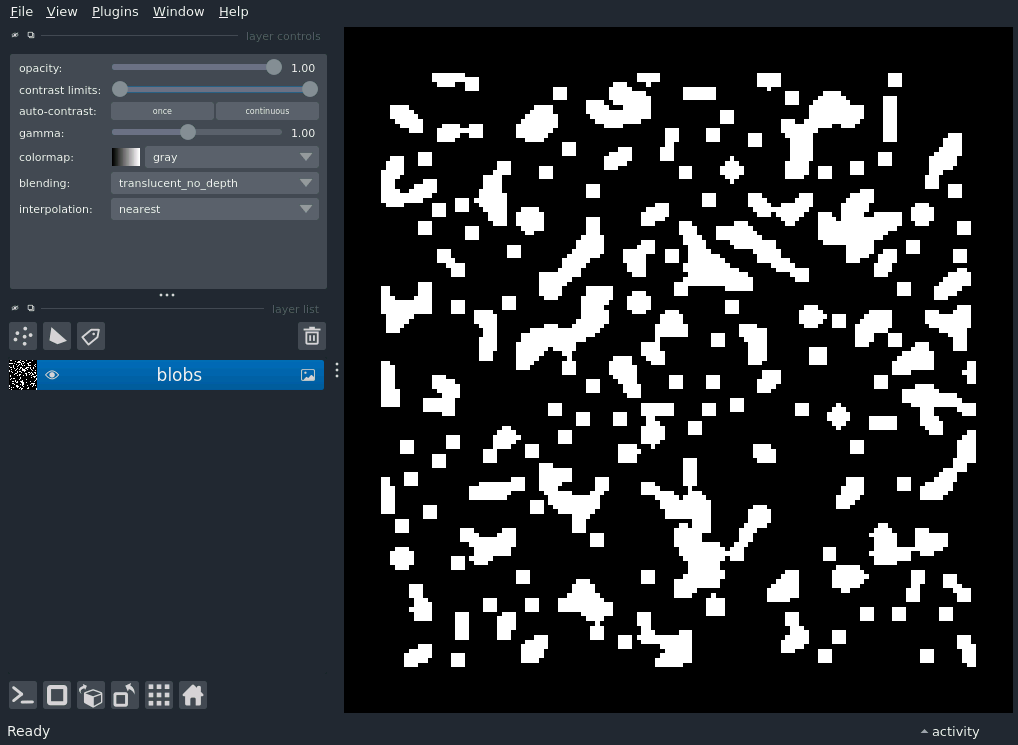 File View Plugins Window Help
layer controls
opacity: 1.00
contrast limits:
auto-contrast: once continuous
gamma: 1.00
colormap: gray
blending: translucent_no_depth
interpolation: nearest
layer list
blobs
Ready activity